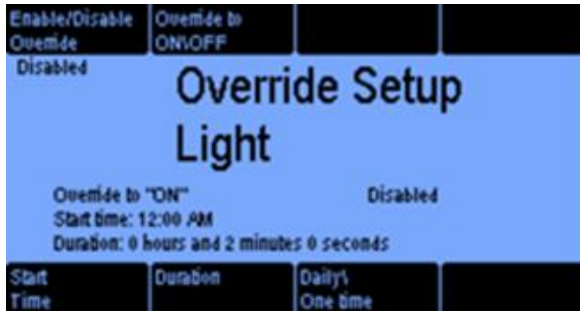 Enable/Disable Override
Override to ON\OFF
Disabled
Override Setup
Light
Override to "ON" Disabled
Start time: 12:00 AM
Duration: 0 hours and 2 minutes 0 seconds
Start Time
Duration
Daily\ One time